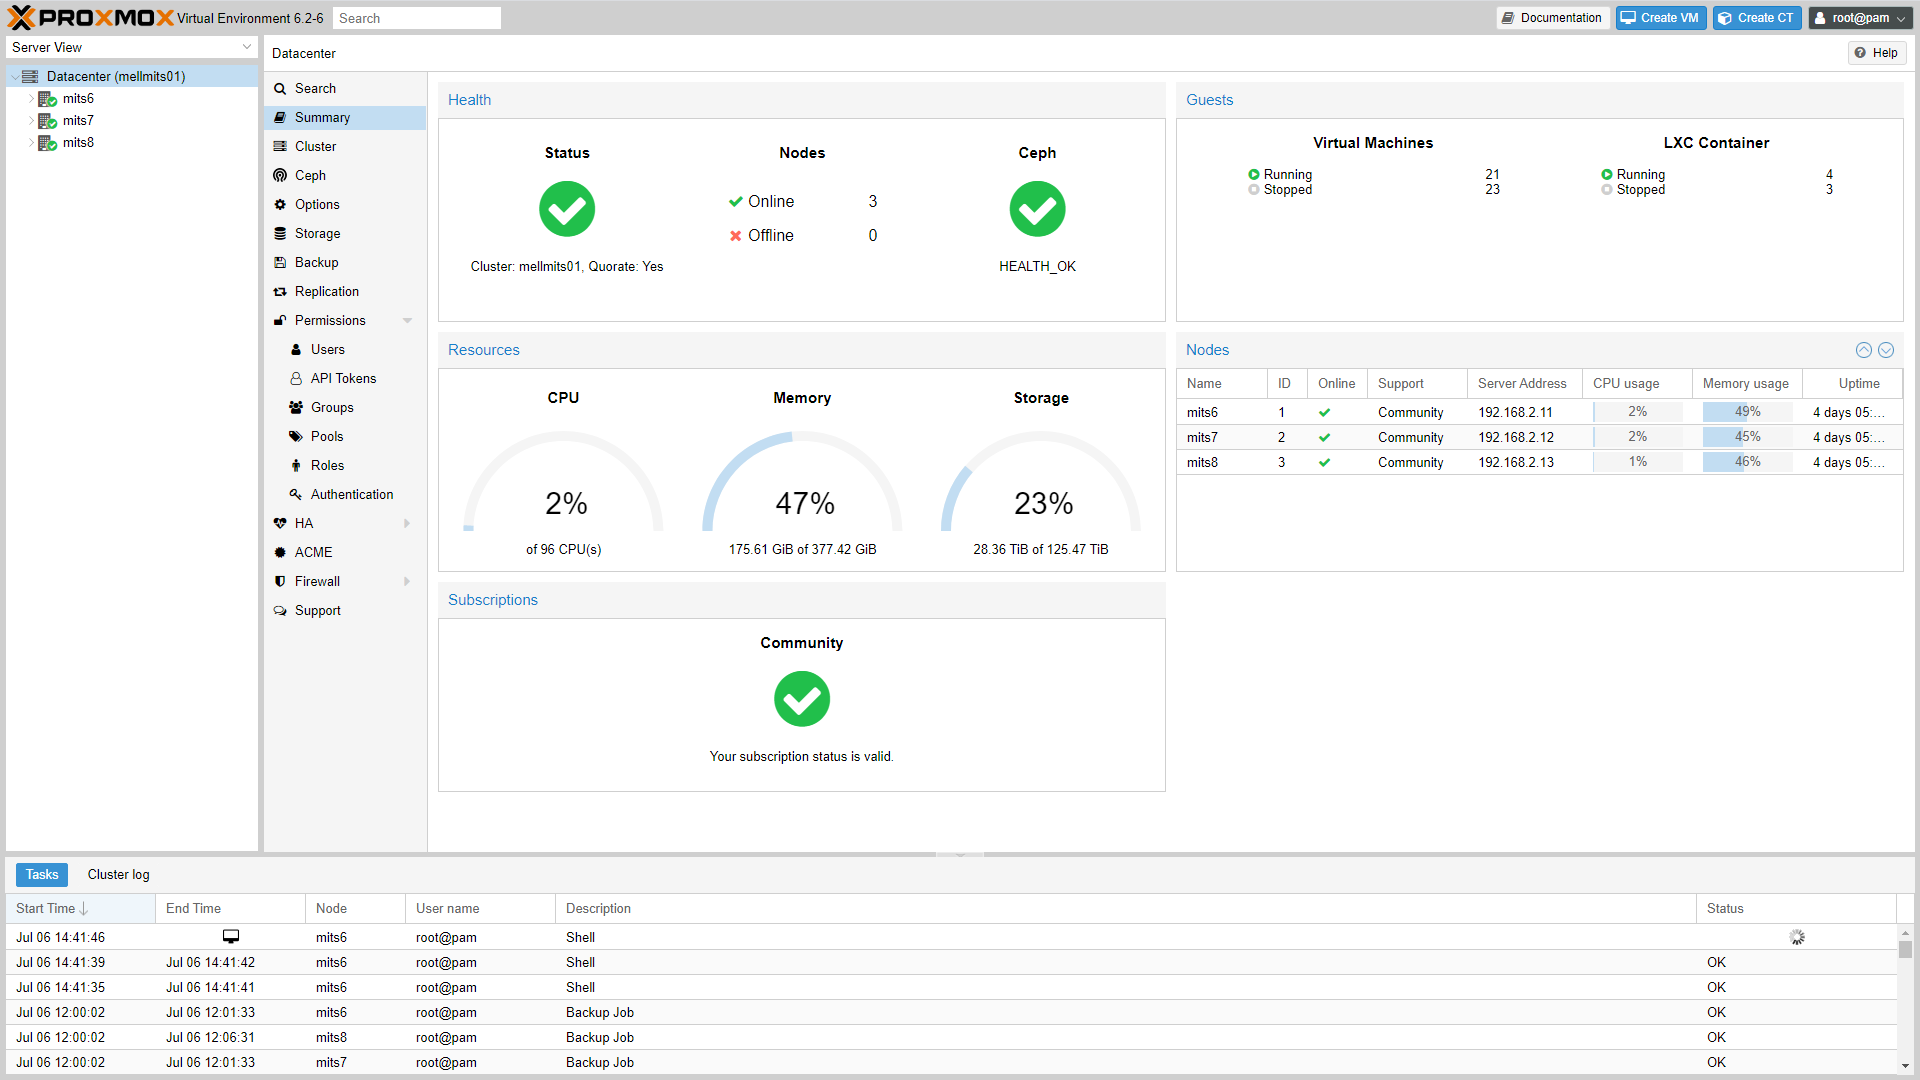 PROXMOX Virtual Environment 6.2-6 Search Documentation Create VM Create CT root@pam
Server View
Datacenter (mellmits01)
mits6
mits7
mits8
Datacenter Help
Search
Summary
Cluster
Ceph
Options
Storage
Backup
Replication
Permissions
Users
API Tokens
Groups
Pools
Roles
Authentication
HA
ACME
Firewall
Support
Health
Status Nodes Ceph
Online 3
Offline 0
Cluster: mellmits01, Quorate: Yes HEALTH_OK
Guests
Virtual Machines LXC Container
Running 21 Running 4
Stopped 23 Stopped 3
Resources
CPU Memory Storage
2% 47% 23%
of 96 CPU(s) 175.61 GiB of 377.42 GiB 28.36 TiB of 125.47 TiB
Nodes
Name ID Online Support Server Address CPU usage Memory usage Uptime
mits6 1 Community 192.168.2.11 2% 49% 4 days 05:...
mits7 2 Community 192.168.2.12 2% 45% 4 days 05:...
mits8 3 Community 192.168.2.13 1% 46% 4 days 05:...
Subscriptions
Community
Your subscription status is valid.
Tasks Cluster log
Start Time End Time Node User name Description Status
Jul 06 14:41:46 mits6 root@pam Shell
Jul 06 14:41:39 Jul 06 14:41:42 mits6 root@pam Shell OK
Jul 06 14:41:35 Jul 06 14:41:41 mits6 root@pam Shell OK
Jul 06 12:00:02 Jul 06 12:01:33 mits6 root@pam Backup Job OK
Jul 06 12:00:02 Jul 06 12:06:31 mits8 root@pam Backup Job OK
Jul 06 12:00:02 Jul 06 12:01:33 mits7 root@pam Backup Job OK